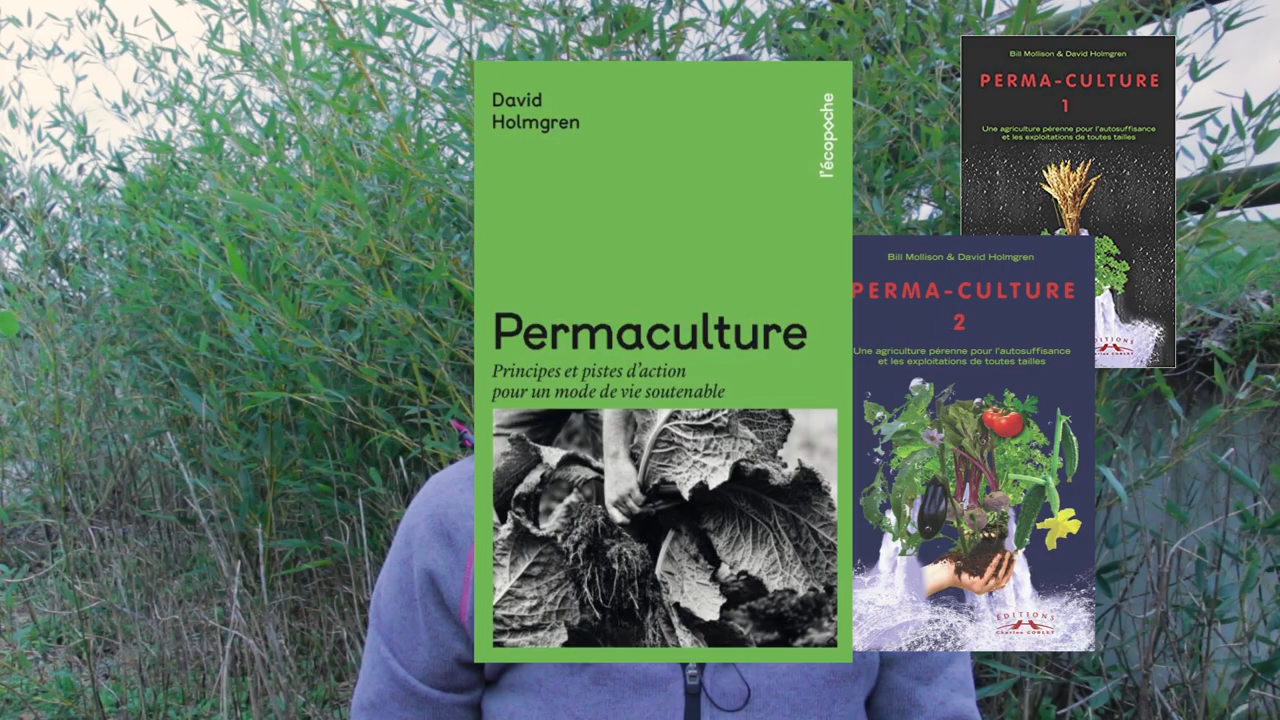 David
Holmgren
l'écopoche
Permaculture
Principes et pistes d'action
pour un mode de vie soutenable
Bill Mollison & David Holmgren
PERMA-CULTURE
1
Une agriculture pérenne pour l'autosuffisance
et les exploitations de toutes tailles
Bill Mollison & David Holmgren
PERMA-CULTURE
2
Une agriculture pérenne pour l'autosuffisance
et les exploitations de toutes tailles
EDITIONS
Charles CORLET